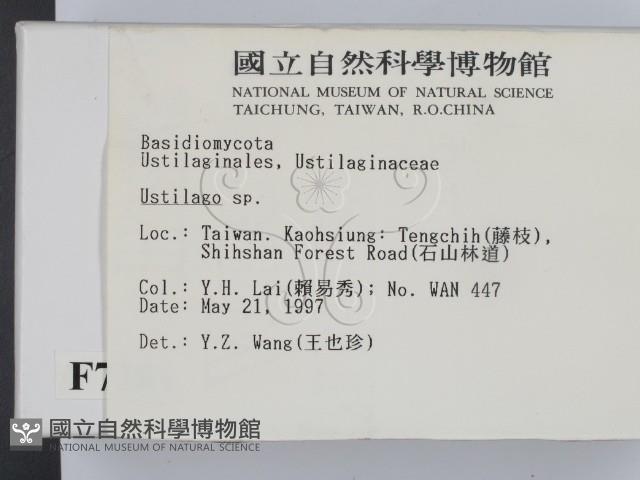 國立自然科學博物館
NATIONAL MUSEUM OF NATURAL SCIENCE
TAICHUNG, TAIWAN, R.O.CHINA
Basidiomycota
Ustilaginales, Ustilaginaceae
Ustilago sp.
Loc.: Taiwan. Kaohsiung: Tengchih(藤枝),
Shihshan Forest Road(石山林道)
Col.: Y.H. Lai(賴易秀); No. WAN 447
Date: May 21, 1997
Det.: Y.Z. Wang(王也珍)
F7
國立自然科學博物館
NATIONAL MUSEUM OF NATURAL SCIENCE